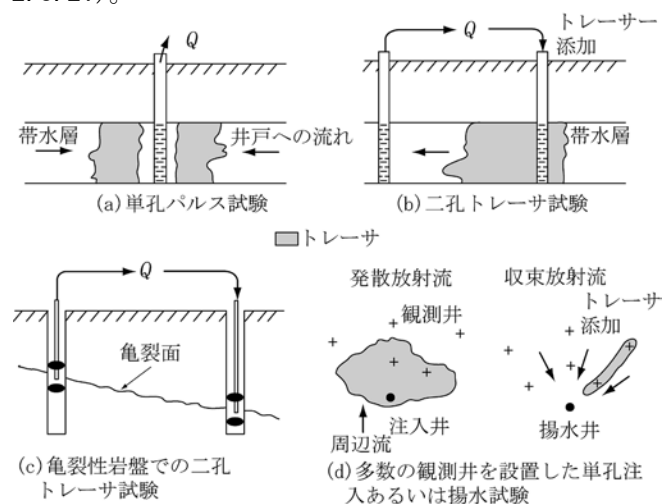 Q
帯水層
井戸への流れ
(a)単孔パルス試験
Q
トレーサー
添加
帯水層
(b)二孔トレーサ試験
トレーサ
Q
亀裂面
(c)亀裂性岩盤での二孔
トレーサ試験
発散放射流
観測井
注入井
周辺流
収束放射流
トレーサ
添加
揚水井
(d)多数の観測井を設置した単孔注
入あるいは揚水試験